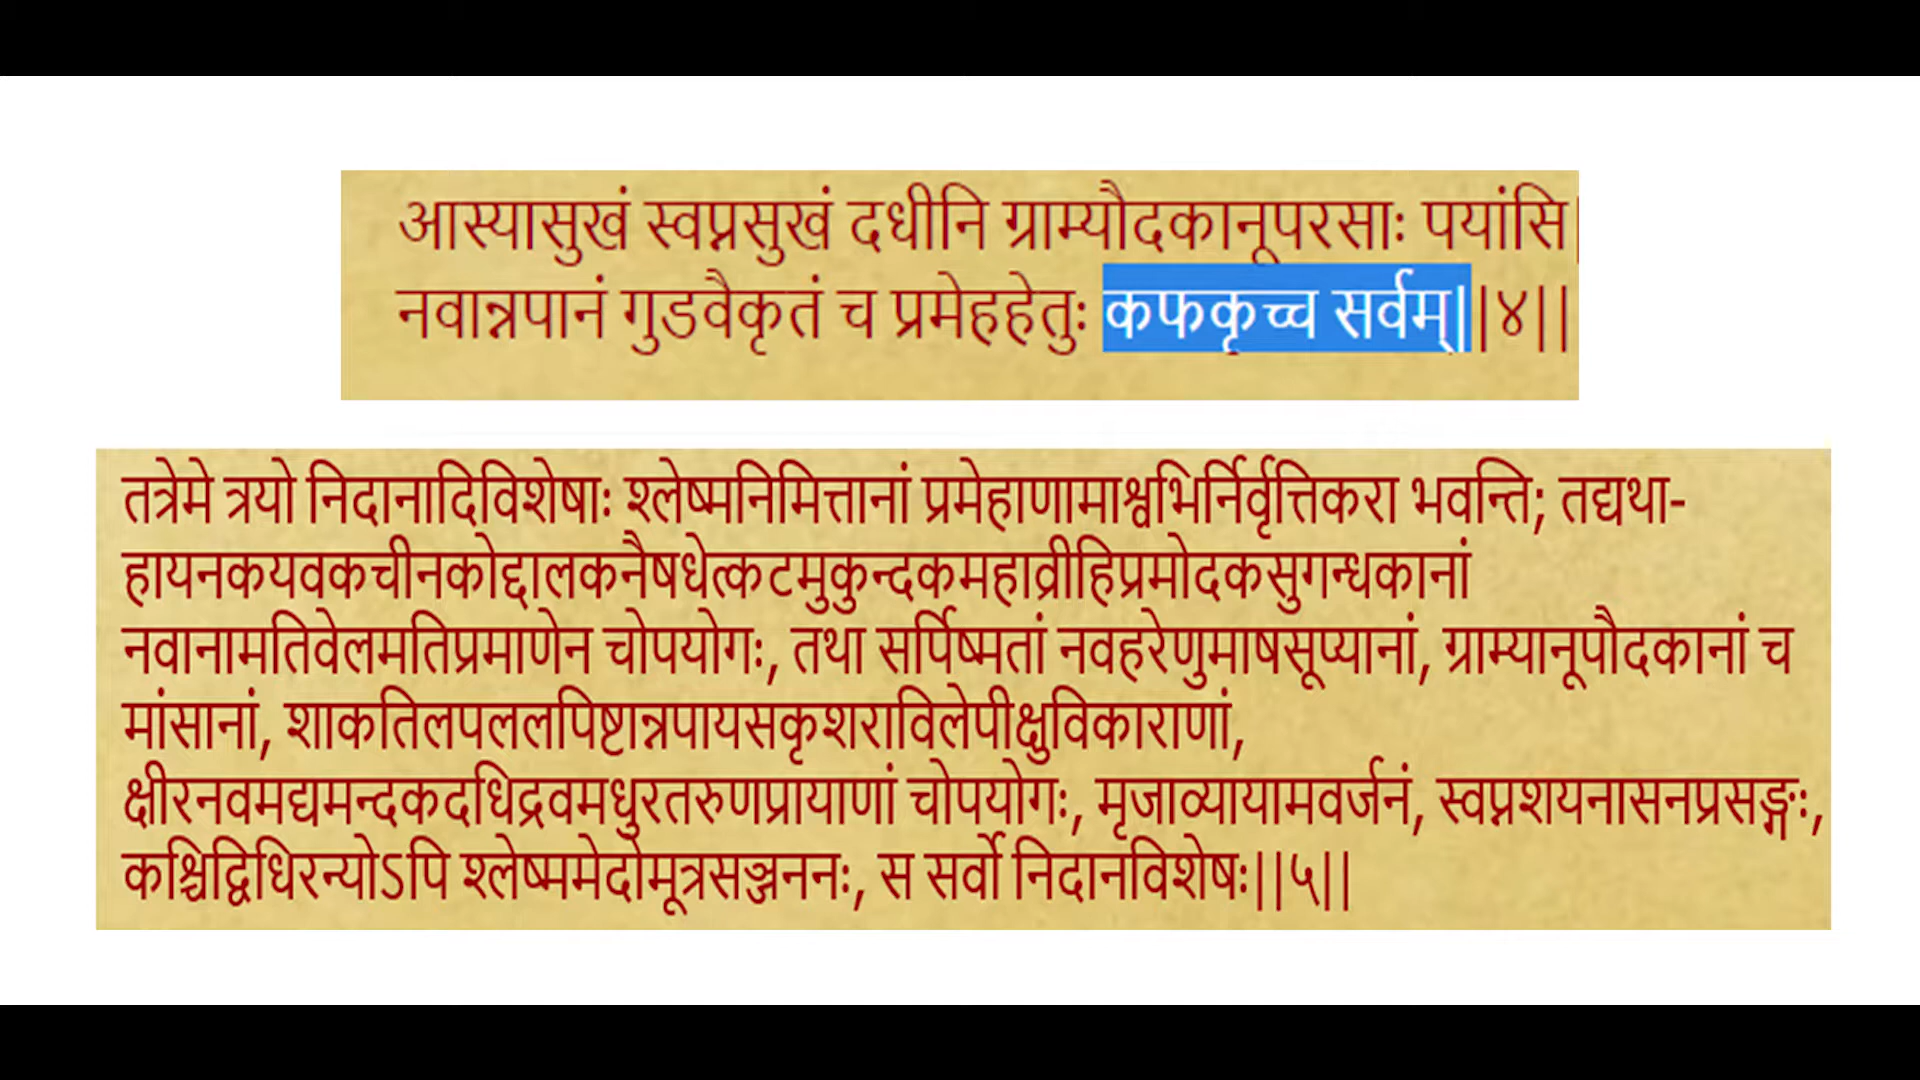 आस्यासुखं स्वप्नसुखं दधीनि ग्राम्यौदकानूपरसाः पयांसि|
नवान्नपानं गुडवैकृतं च प्रमेहहेतुः कफकृच्च सर्वम्||४||
तत्रेमे त्रयो निदानादिविशेषाः श्लेष्मनिमित्तानां प्रमेहाणामाश्वभिर्निर्वृत्तिकरा भवन्ति; तद्यथा-
हायनकयवकचीनकोद्दालकनैषधेत्कटमुकुन्दकमहाव्रीहिप्रमोदकसुगन्धकानां
नवानामतिवेलमतिप्रमाणेन चोपयोगः, तथा सर्पिष्मतां नवहरेणुमाषसूप्यानां, ग्राम्यानूपौदकानां च
मांसानां, शाकतिलपललपिष्टान्नपायसकृशराविलेपीक्षुविकाराणां,
क्षीरनवमद्यमन्दकदधिद्रवमधुरतरुणप्रायाणां चोपयोगः, मृजाव्यायामवर्जनं, स्वप्नशयनासनप्रसङ्गः,
कश्चिद्विधिरन्योऽपि श्लेष्ममेदोमूत्रसञ्जननः, स सर्वो निदानविशेषः||५||